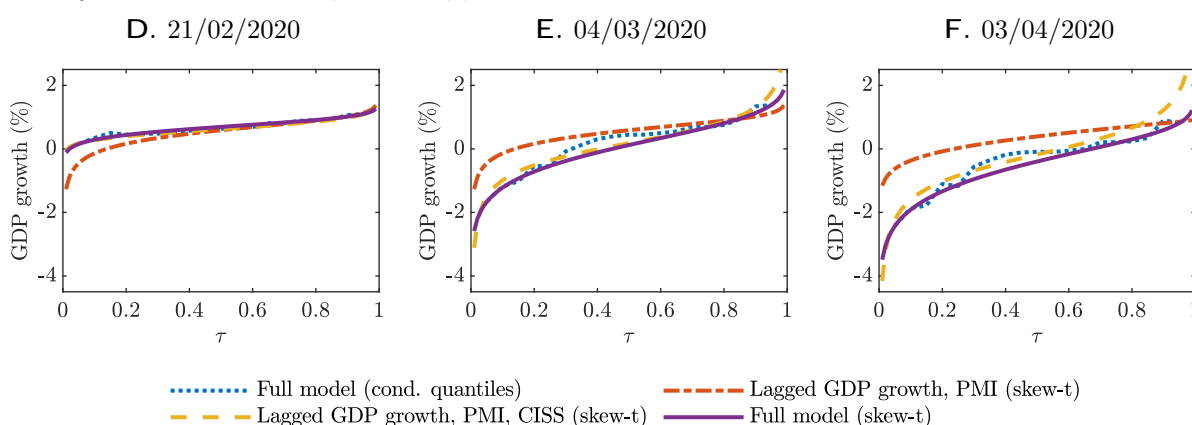 D. 21/02/2020
E. 04/03/2020
F. 03/04/2020
GDP growth (%)
2
0
-2
-4
0 0.2 0.4 0.6 0.8 1
τ
GDP growth (%)
2
0
-2
-4
0 0.2 0.4 0.6 0.8 1
τ
GDP growth (%)
2
0
-2
-4
0 0.2 0.4 0.6 0.8 1
τ
Full model (cond. quantiles)
Lagged GDP growth, PMI (skew-t)
Lagged GDP growth, PMI, CISS (skew-t)
Full model (skew-t)